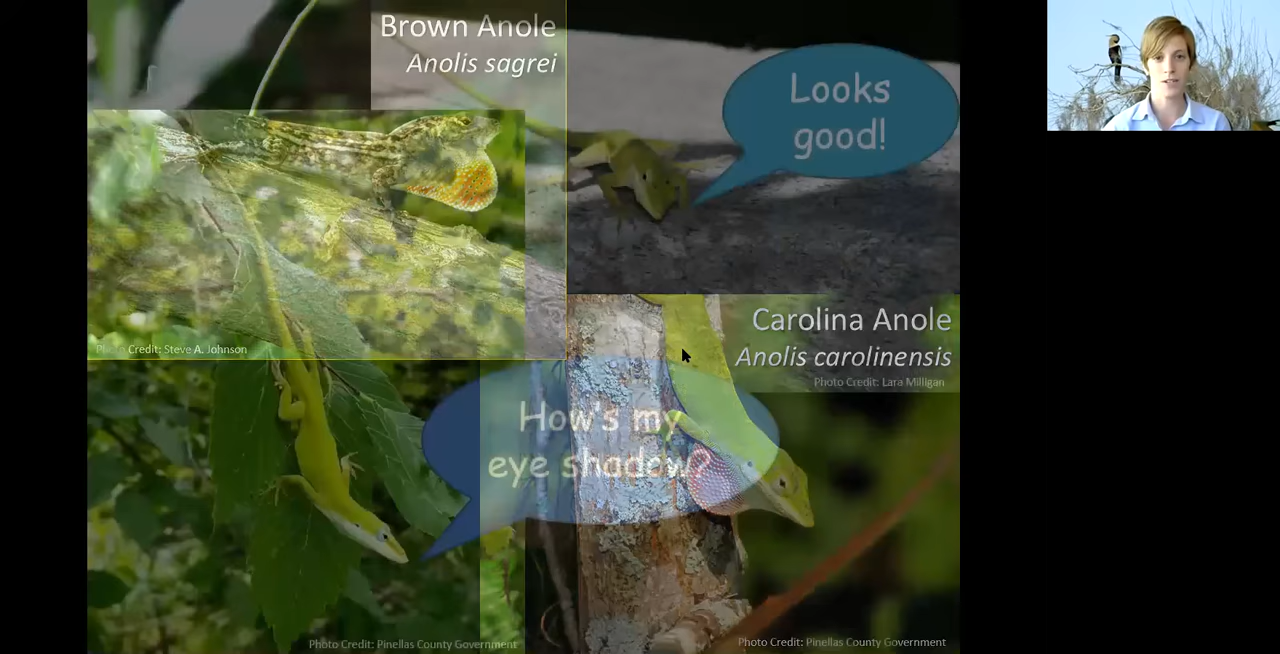 Brown Anole
Anolis sagrei
Looks
good!
Photo Credit: Steve A. Johnson
Carolina Anole
Anolis carolinensis
Photo Credit: Lara Milligan
How's my
eye shadow?
Photo Credit: Pinellas County Government
Photo Credit: Pinellas County Government